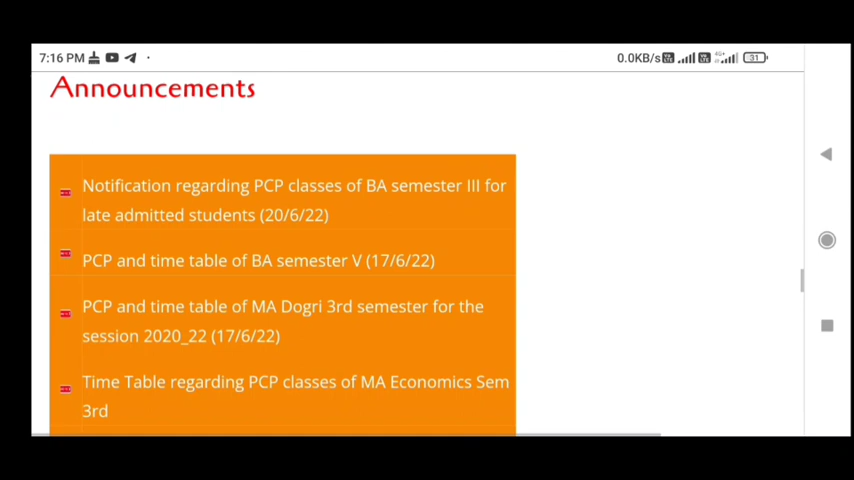 7:16 PM
0.0KB/s
4G+
31
Announcements
Notification regarding PCP classes of BA semester III for
late admitted students (20/6/22)
PCP and time table of BA semester V (17/6/22)
PCP and time table of MA Dogri 3rd semester for the
session 2020_22 (17/6/22)
Time Table regarding PCP classes of MA Economics Sem
3rd